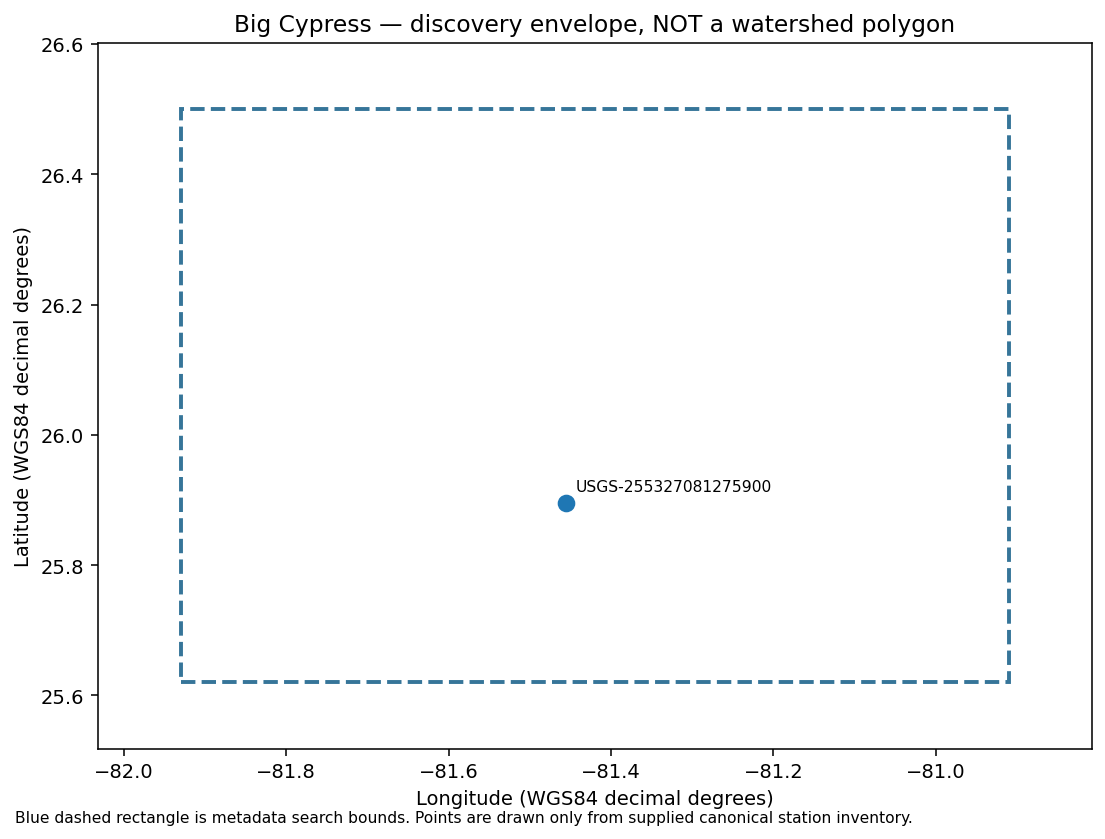 Big Cypress — discovery envelope, NOT a watershed polygon
Latitude (WGS84 decimal degrees)
26.6
26.4
26.2
26.0
25.8
25.6
USGS-255327081275900
−82.0
−81.8
−81.6
−81.4
−81.2
−81.0
Longitude (WGS84 decimal degrees)
Blue dashed rectangle is metadata search bounds. Points are drawn only from supplied canonical station inventory.